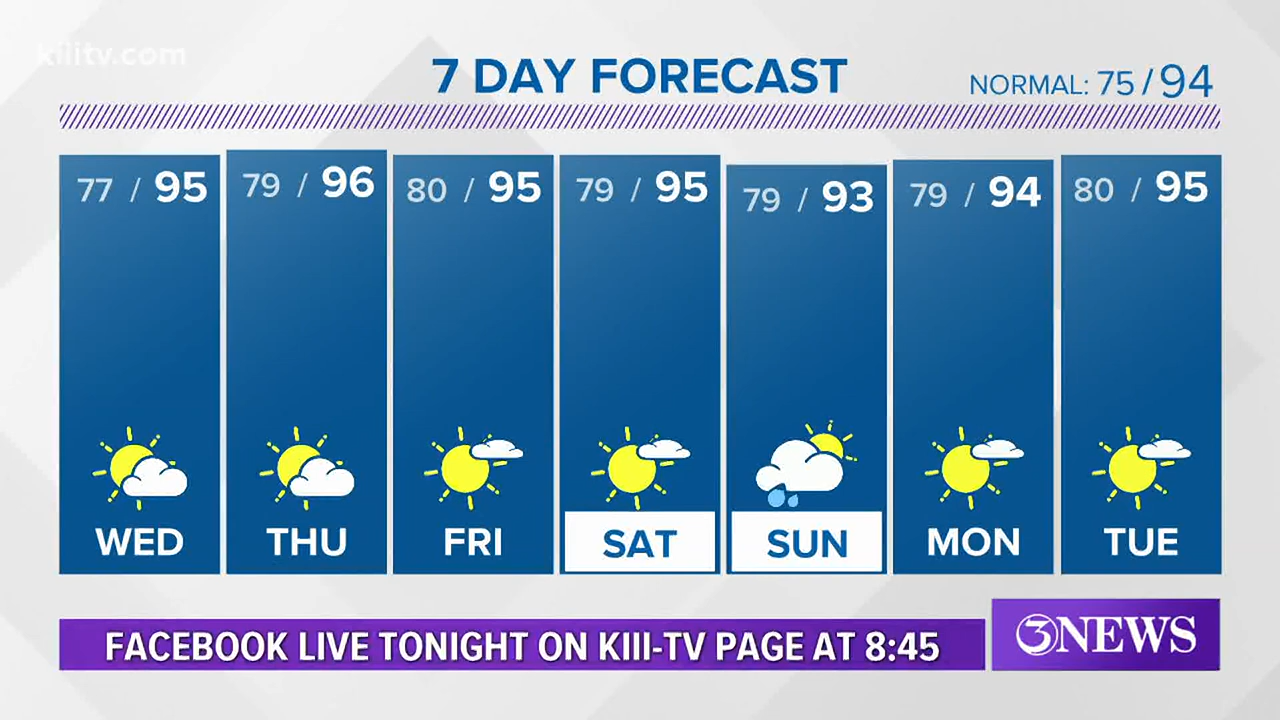 kiiitv.com
7 DAY FORECAST
NORMAL: 75/94
77 / 95
79 / 96
80 / 95
79 / 95
79 / 93
79 / 94
80 / 95
WED
THU
FRI
SAT
SUN
MON
TUE
FACEBOOK LIVE TONIGHT ON KIII-TV PAGE AT 8:45
3NEWS